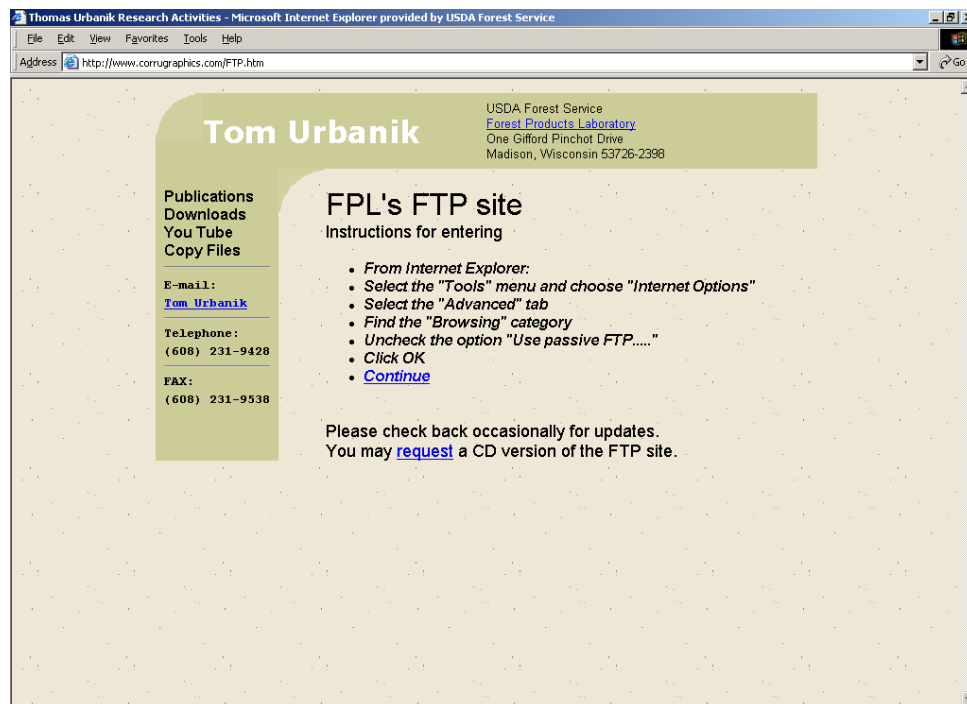 Thomas Urbanik Research Activities - Microsoft Internet Explorer provided by USDA Forest Service
File Edit View Favorites Tools Help
Address http://www.corrugraphics.com/FTP.htm Go
Tom Urbanik
USDA Forest Service
Forest Products Laboratory
One Gifford Pinchot Drive
Madison, Wisconsin 53726-2398
Publications
Downloads
You Tube
Copy Files
E-mail:
Tom Urbanik
Telephone:
(608) 231-9428
FAX:
(608) 231-9538
FPL's FTP site
Instructions for entering
• From Internet Explorer:
• Select the "Tools" menu and choose "Internet Options"
• Select the "Advanced" tab
• Find the "Browsing" category
• Uncheck the option "Use passive FTP....."
• Click OK
• Continue
Please check back occasionally for updates.
You may request a CD version of the FTP site.